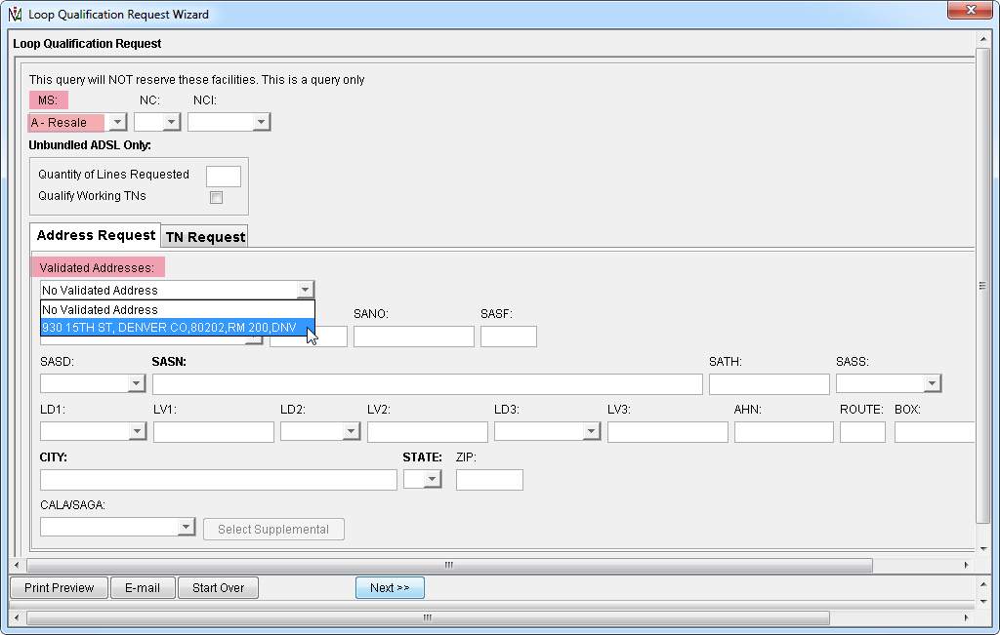 Loop Qualification Request Wizard
Loop Qualification Request
This query will NOT reserve these facilities. This is a query only
MS: NC: NCI:
A - Resale
Unbundled ADSL Only:
Quantity of Lines Requested
Qualify Working TNs
Address Request TN Request
Validated Addresses:
No Validated Address
No Validated Address
930 15TH ST, DENVER CO,80202,RM 200,DNV
SANO: SASF:
SASD: SASN: SATH: SASS:
LD1: LV1: LD2: LV2: LD3: LV3: AHN: ROUTE: BOX:
CITY: STATE: ZIP:
CALA/SAGA:
Select Supplemental
Print Preview E-mail Start Over Next >>